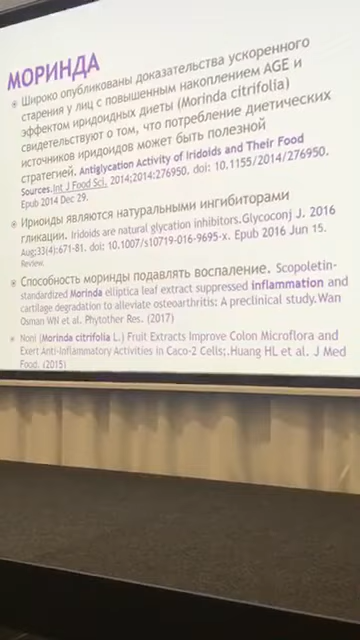 МОРИНДА
Широко опубликованы доказательства ускоренного
старения у лиц с повышенным накоплением AGE и
эффектом иридоидных диеты (Morinda citrifolia)
свидетельствуют о том, что потребление диетических
источников иридоидов может быть полезной
стратегией. Antiglycation Activity of Iridoids and Their Food
Sources.Int J Food Sci. 2014;2014:276950. doi: 10.1155/2014/276950.
Epub 2014 Dec 29.
Ириоиды являются натуральными ингибиторами
гликации. Iridoids are natural glycation inhibitors.Glycoconj J. 2016
Aug;33(4):671-81. doi: 10.1007/s10719-016-9695-x. Epub 2016 Jun 15.
Review.
Способность моринды подавлять воспаление. Scopoletin-
standardized Morinda elliptica leaf extract suppressed inflammation and
cartilage degradation to alleviate osteoarthritis: A preclinical study.Wan
Osman WN et al. Phytother Res. (2017)
Noni (Morinda citrifolia L.) Fruit Extracts Improve Colon Microflora and
Exert Anti-Inflammatory Activities in Caco-2 Cells;.Huang HL et al. J Med
Food. (2015)